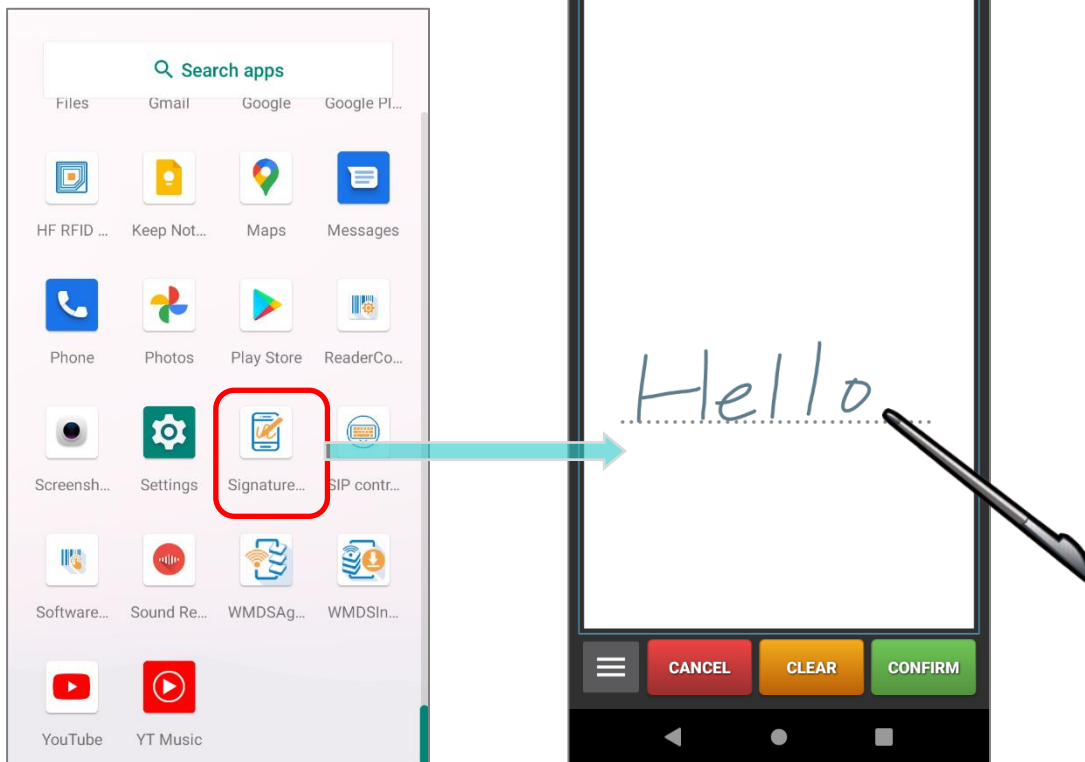 Search apps
Files Gmail Google Google Pl...
HF RFID ... Keep Not... Maps Messages
Phone Photos Play Store ReaderCo...
Screensh... Settings Signature... SIP contr...
Software... Sound Re... WMDSAg... WMDSIn...
YouTube YT Music
Hello
CANCEL CLEAR CONFIRM